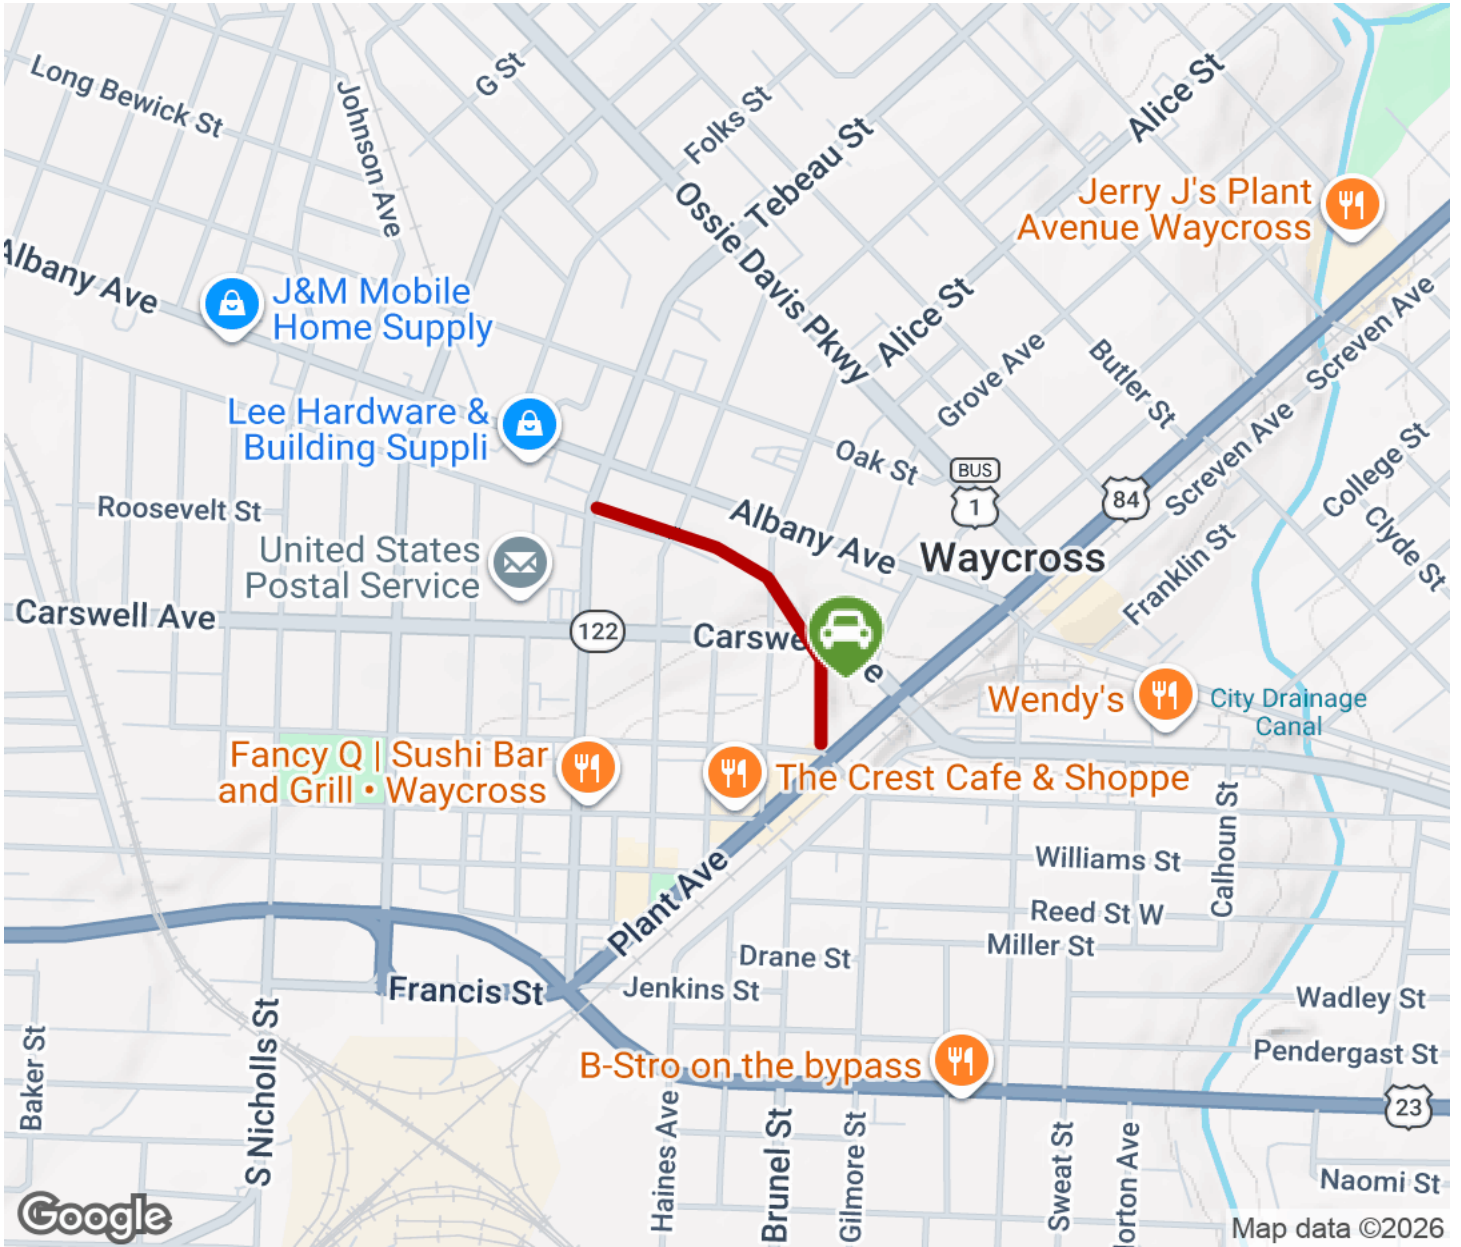 Long Bewick St
Johnson Ave
G St
Folks St
Tebeau St
Alice St
Ossie Davis Pkwy
Jerry J's Plant
Avenue Waycross
Albany Ave
J&M Mobile
Home Supply
Alice St
Grove Ave
Butler St
Screven Ave
Lee Hardware &
Building Suppli
Oak St
BUS
1
84
Screven Ave
College St
Clyde St
Roosevelt St
United States
Postal Service
Albany Ave
Waycross
Franklin St
Carswell Ave
122
Carswe
e
Wendy's
City Drainage
Canal
Fancy Q | Sushi Bar
and Grill • Waycross
The Crest Cafe & Shoppe
Calhoun St
Williams St
Plant Ave
Reed St W
Miller St
Drane St
Francis St
Jenkins St
Wadley St
S Nicholls St
Baker St
B-Stro on the bypass
Pendergast St
23
Haines Ave
Brunel St
Gilmore St
Sweat St
Morton Ave
Naomi St
Google
Map data ©2026